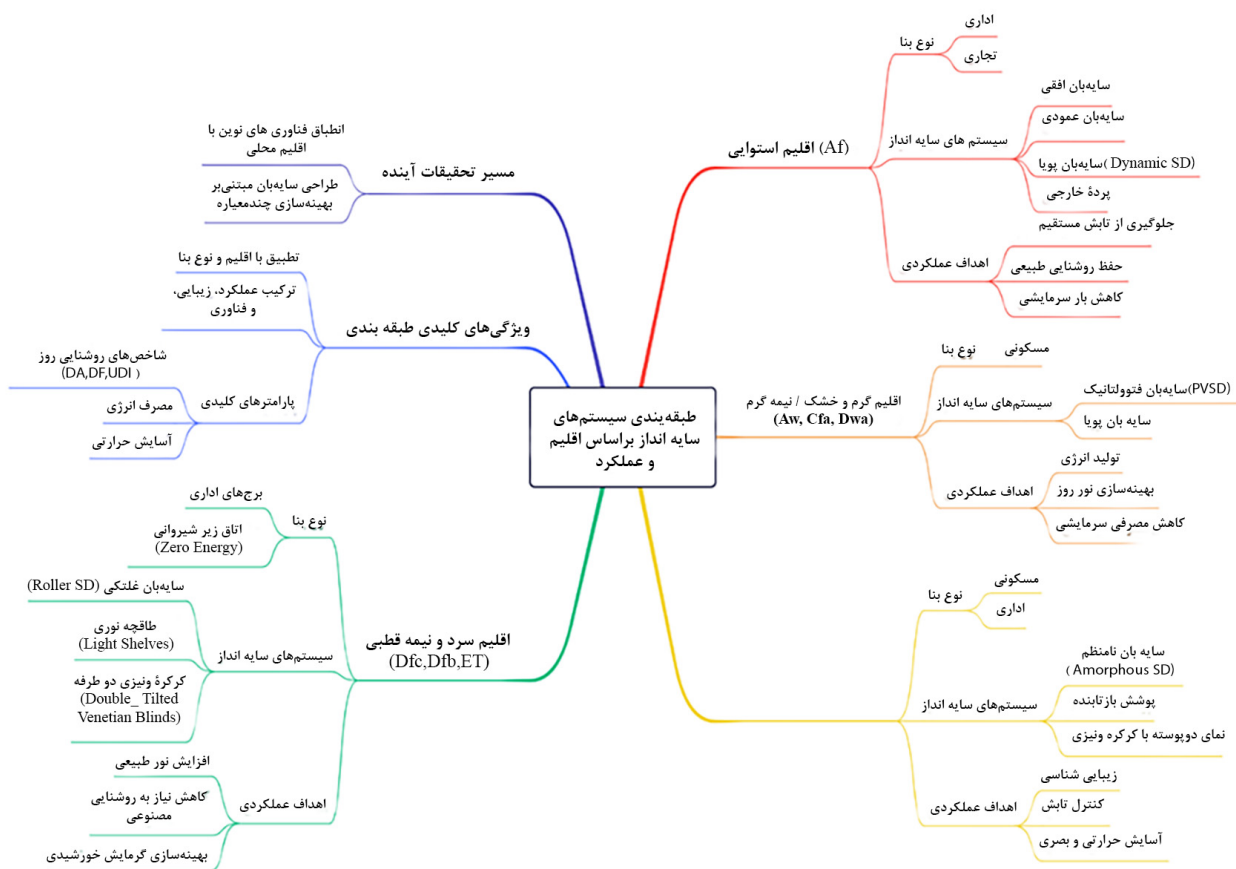 طبقه‌بندی سیستم‌های
سایه انداز براساس اقلیم
و عملکرد
اقلیم استوایی (Af)
نوع بنا
اداری
تجاری
سیستم های سایه انداز
سایه‌بان افقی
سایه‌بان عمودی
سایه‌بان پویا( Dynamic SD)
پردهٔ خارجی
اهداف عملکردی
جلوگیری از تابش مستقیم
حفظ روشنایی طبیعی
کاهش بار سرمایشی
اقلیم گرم و خشک / نیمه گرم
(Aw, Cfa, Dwa)
نوع بنا
مسکونی
سیستم‌های سایه انداز
سایه‌بان فتوولتانیک(PVSD)
سایه بان پویا
اهداف عملکردی
تولید انرژی
بهینه‌سازی نور روز
کاهش مصرفی سرمایشی
نوع بنا
مسکونی
اداری
سیستم‌های سایه انداز
سایه بان نامنظم
( Amorphous SD)
پوشش بازتابنده
نمای دوپوسته با کرکره ونیزی
اهداف عملکردی
زیبایی شناسی
کنترل تابش
آسایش حرارتی و بصری
مسیر تحقیقات آینده
انطباق فناوری های نوین با
اقلیم محلی
طراحی سایه‌بان مبتنی‌بر
بهینه‌سازی چندمعیاره
ویژگی‌های کلیدی طبقه بندی
تطبیق با اقلیم و نوع بنا
ترکیب عملکرد، زیبایی،
و فناوری
پارامترهای کلیدی
شاخص‌های روشنایی روز
(DA,DF,UDI )
مصرف انرژی
آسایش حرارتی
اقلیم سرد و نیمه قطبی
(Dfc,Dfb,ET)
نوع بنا
برج‌های اداری
اتاق زیر شیروانی
(Zero Energy)
سیستم‌های سایه انداز
سایه‌بان غلتکی (Roller SD)
طاقچه نوری
(Light Shelves)
کرکرهٔ ونیزی دو طرفه
(Double_ Tilted
Venetian Blinds)
اهداف عملکردی
افزایش نور طبیعی
کاهش نیاز به روشنایی
مصنوعی
بهینه‌سازی گرمایش خورشیدی